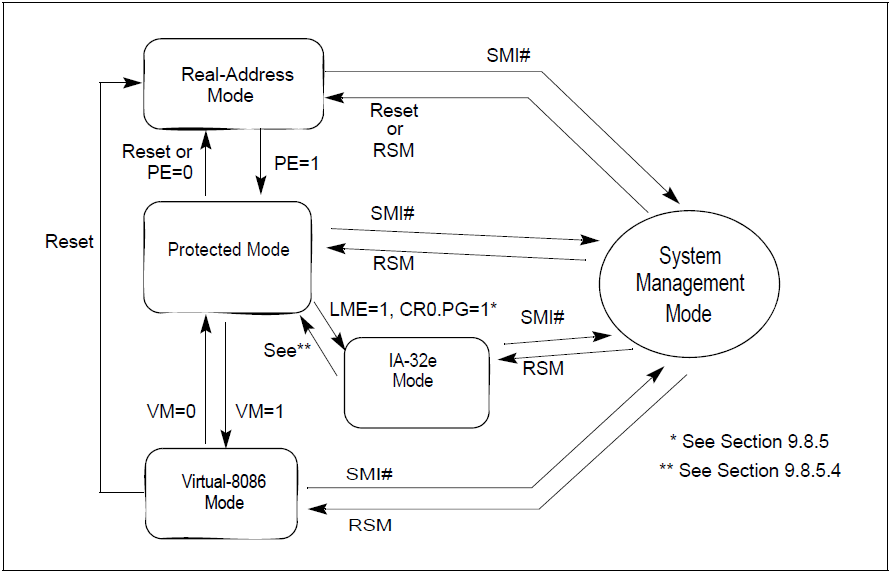 SMI#
Real-Address
Mode
Reset
or
RSM
Reset or
PE=0
PE=1
SMI#
Reset
Protected Mode
RSM
System
Management
Mode
LME=1, CR0.PG=1*
SMI#
See**
IA-32e
Mode
RSM
VM=0
VM=1
* See Section 9.8.5
** See Section 9.8.5.4
Virtual-8086
Mode
SMI#
RSM